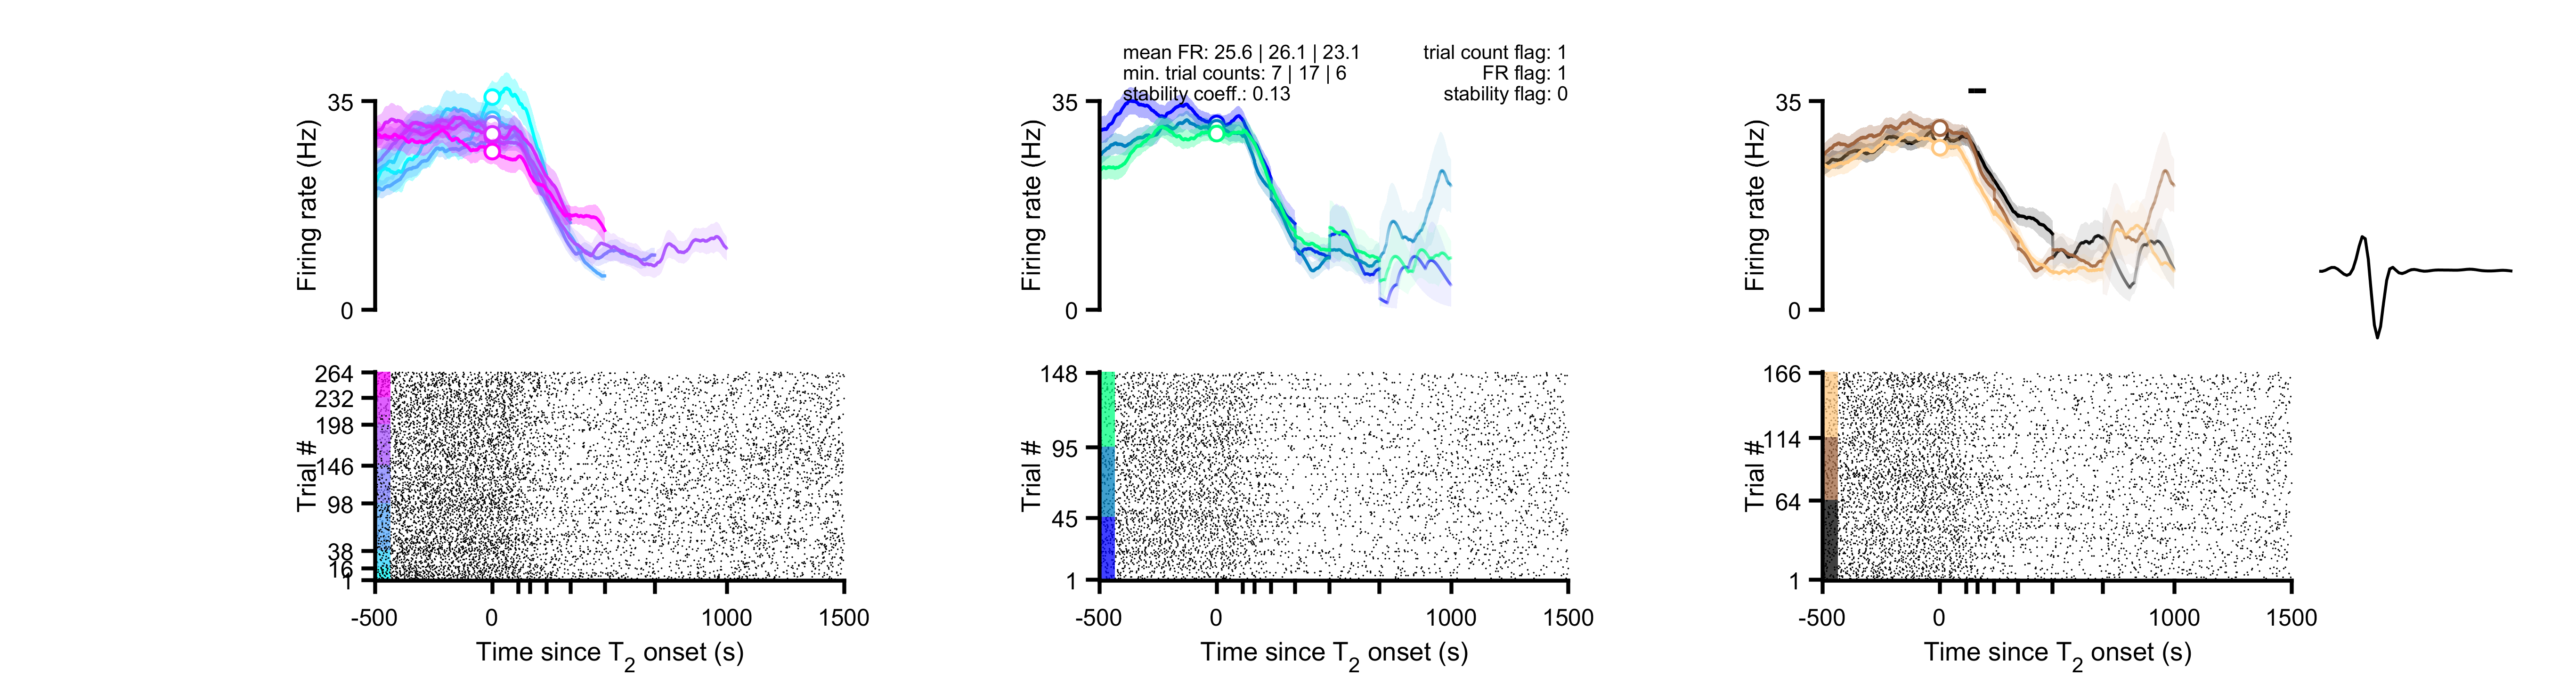 mean FR: 25.6 | 26.1 | 23.1
min. trial counts: 7 | 17 | 6
stability coeff.: 0.13
trial count flag: 1
FR flag: 1
stability flag: 0
35
0
Firing rate (Hz)
35
0
Firing rate (Hz)
35
0
Firing rate (Hz)
264
232
198
146
98
38
16
1
Trial #
-500
0
1000
1500
Time since T2 onset (s)
148
95
45
1
Trial #
-500
0
1000
1500
Time since T2 onset (s)
166
114
64
1
Trial #
-500
0
1000
1500
Time since T2 onset (s)